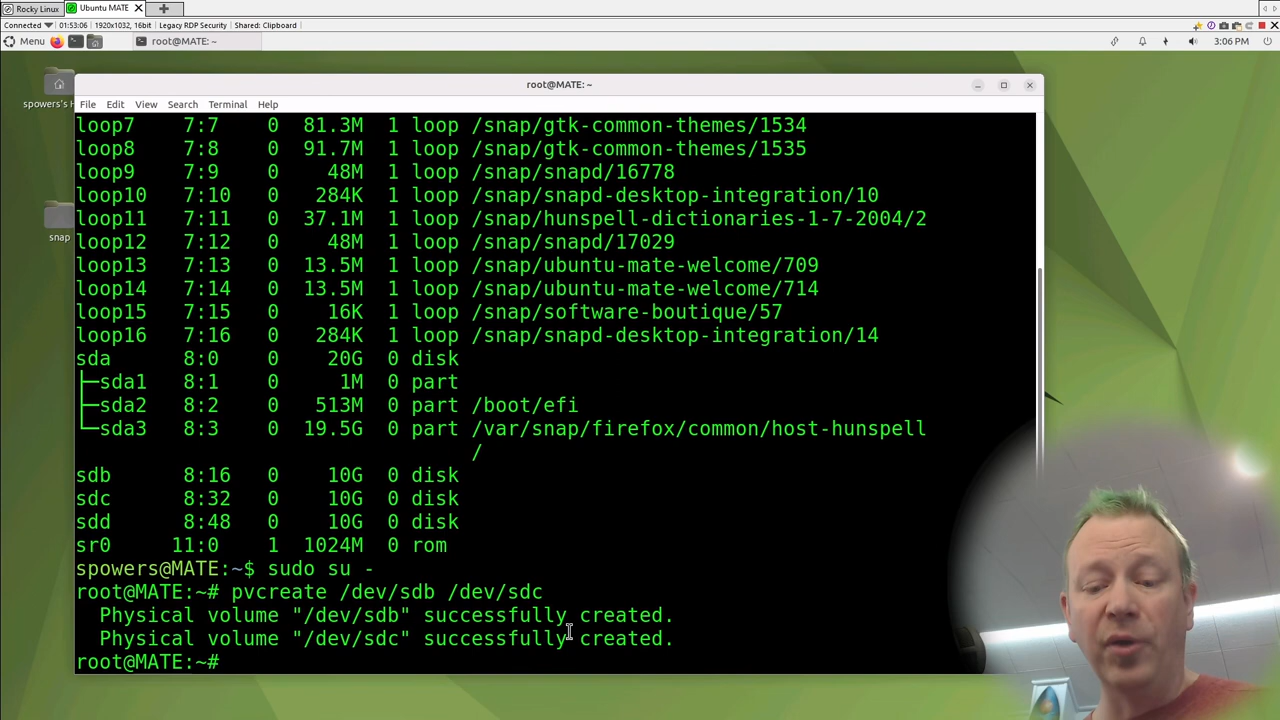 Rocky Linux
Ubuntu MATE
Connected
01:53:06
1920x1032, 16bit
Legacy RDP Security
Shared: Clipboard
Menu
root@MATE: ~
3:06 PM
spowers's H
snap
root@MATE: ~
File Edit View Search Terminal Help
loop7 7:7 0 81.3M 1 loop /snap/gtk-common-themes/1534
loop8 7:8 0 91.7M 1 loop /snap/gtk-common-themes/1535
loop9 7:9 0 48M 1 loop /snap/snapd/16778
loop10 7:10 0 284K 1 loop /snap/snapd-desktop-integration/10
loop11 7:11 0 37.1M 1 loop /snap/hunspell-dictionaries-1-7-2004/2
loop12 7:12 0 48M 1 loop /snap/snapd/17029
loop13 7:13 0 13.5M 1 loop /snap/ubuntu-mate-welcome/709
loop14 7:14 0 13.5M 1 loop /snap/ubuntu-mate-welcome/714
loop15 7:15 0 16K 1 loop /snap/software-boutique/57
loop16 7:16 0 284K 1 loop /snap/snapd-desktop-integration/14
sda 8:0 0 20G 0 disk
├─sda1 8:1 0 1M 0 part
├─sda2 8:2 0 513M 0 part /boot/efi
└─sda3 8:3 0 19.5G 0 part /var/snap/firefox/common/host-hunspell
/
sdb 8:16 0 10G 0 disk
sdc 8:32 0 10G 0 disk
sdd 8:48 0 10G 0 disk
sr0 11:0 1 1024M 0 rom
spowers@MATE:~$ sudo su -
root@MATE:~# pvcreate /dev/sdb /dev/sdc
Physical volume "/dev/sdb" successfully created.
Physical volume "/dev/sdc" successfully created.
root@MATE:~#